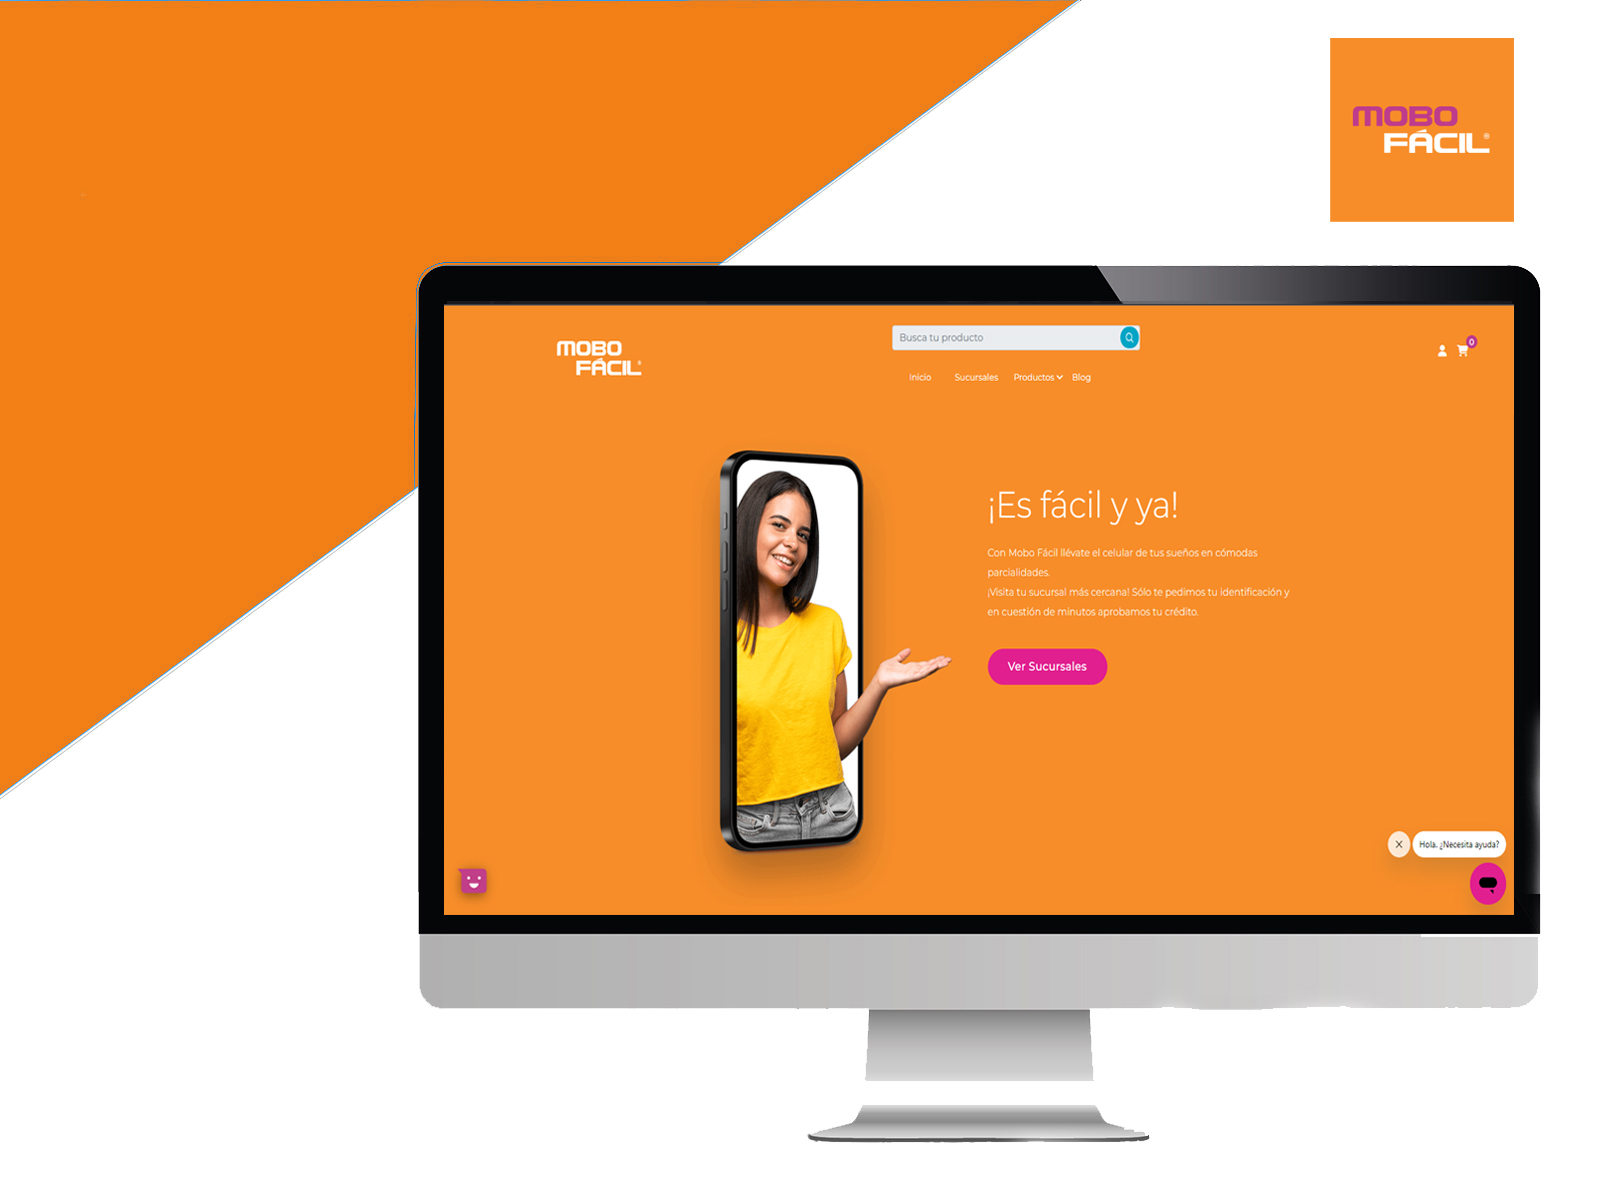 MOBO
FÁCIL®
MOBO
FÁCIL®
Busca tu producto
0
Inicio Sucursales Productos Blog
¡Es fácil y ya!
Con Mobo Fácil llévate el celular de tus sueños en cómodas
parcialidades.
¡Visita tu sucursal más cercana! Sólo te pedimos tu identificación y
en cuestión de minutos aprobamos tu crédito.
Ver Sucursales
X
Hola. ¿Necesita ayuda?